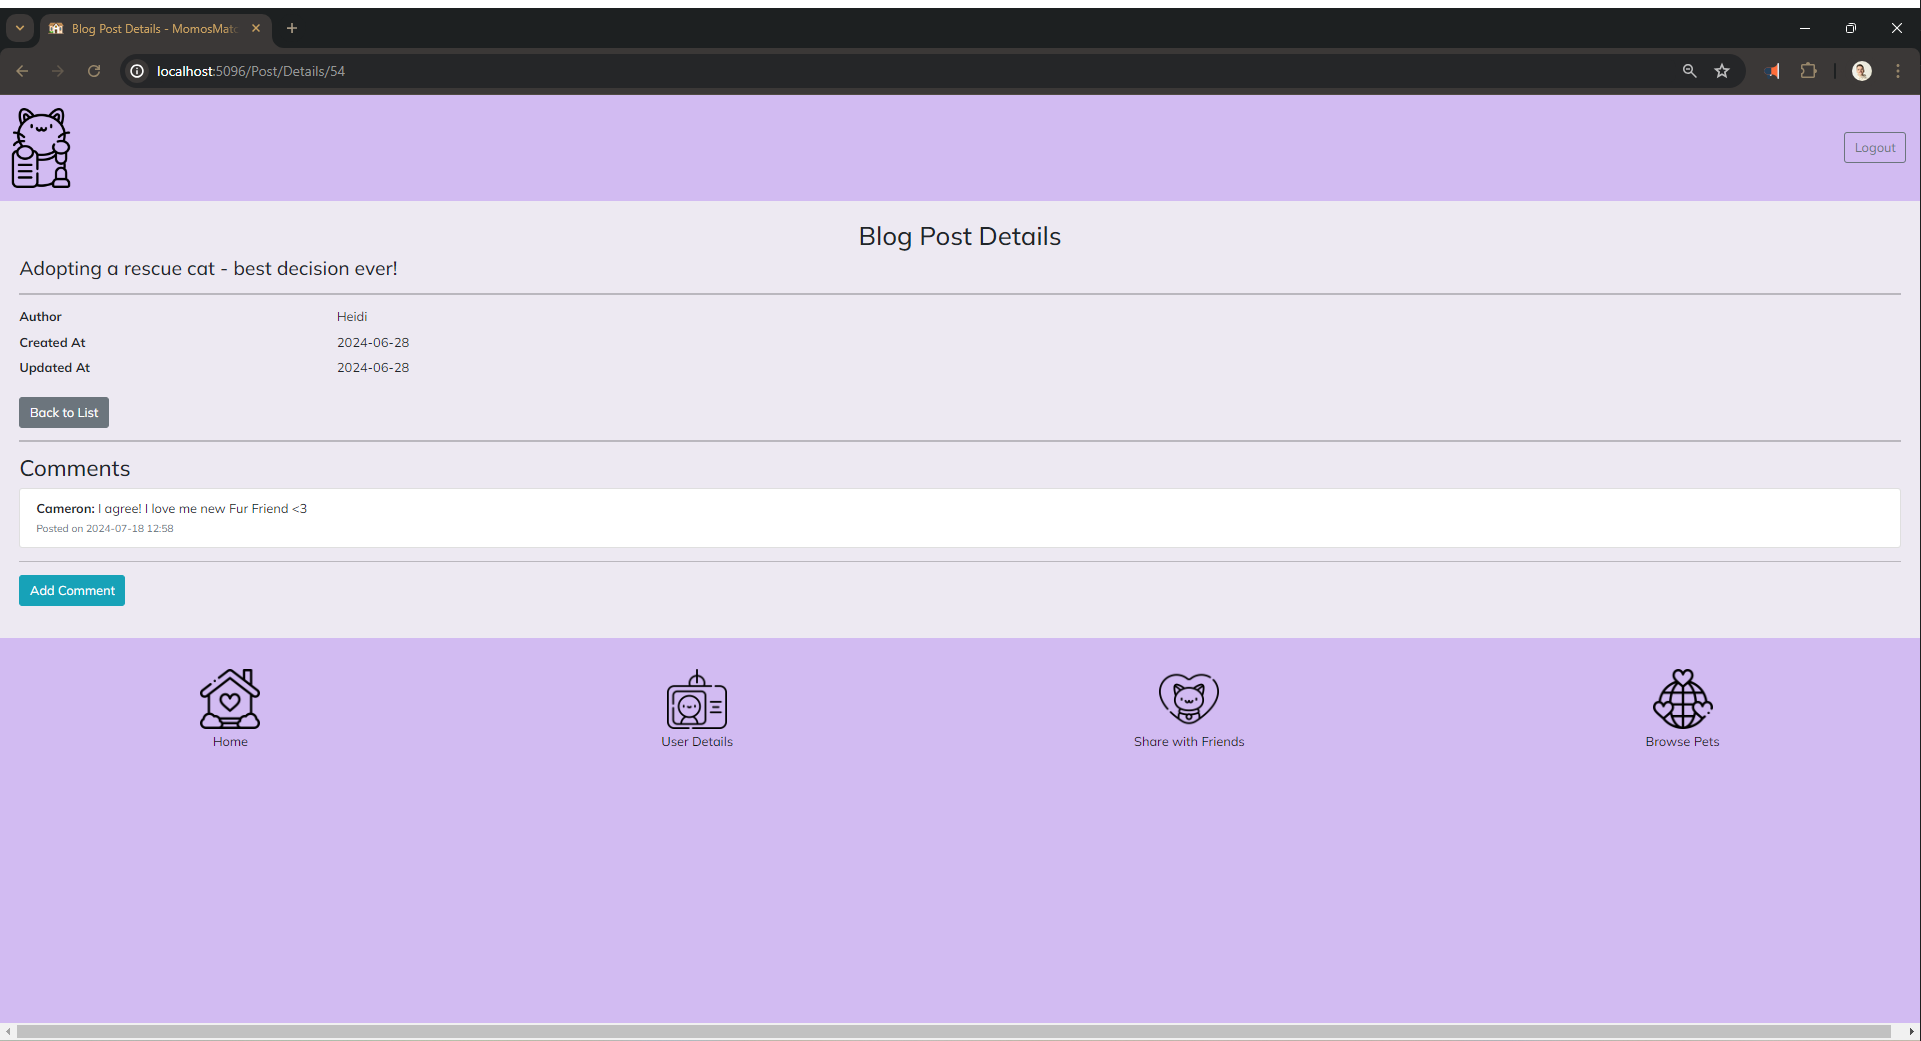 Blog Post Details - MomosMatc
localhost:5096/Post/Details/54
Logout
Blog Post Details
Adopting a rescue cat - best decision ever!
Author Heidi
Created At 2024-06-28
Updated At 2024-06-28
Back to List
Comments
Cameron: I agree! I love me new Fur Friend <3
Posted on 2024-07-18 12:58
Add Comment
Home User Details Share with Friends Browse Pets